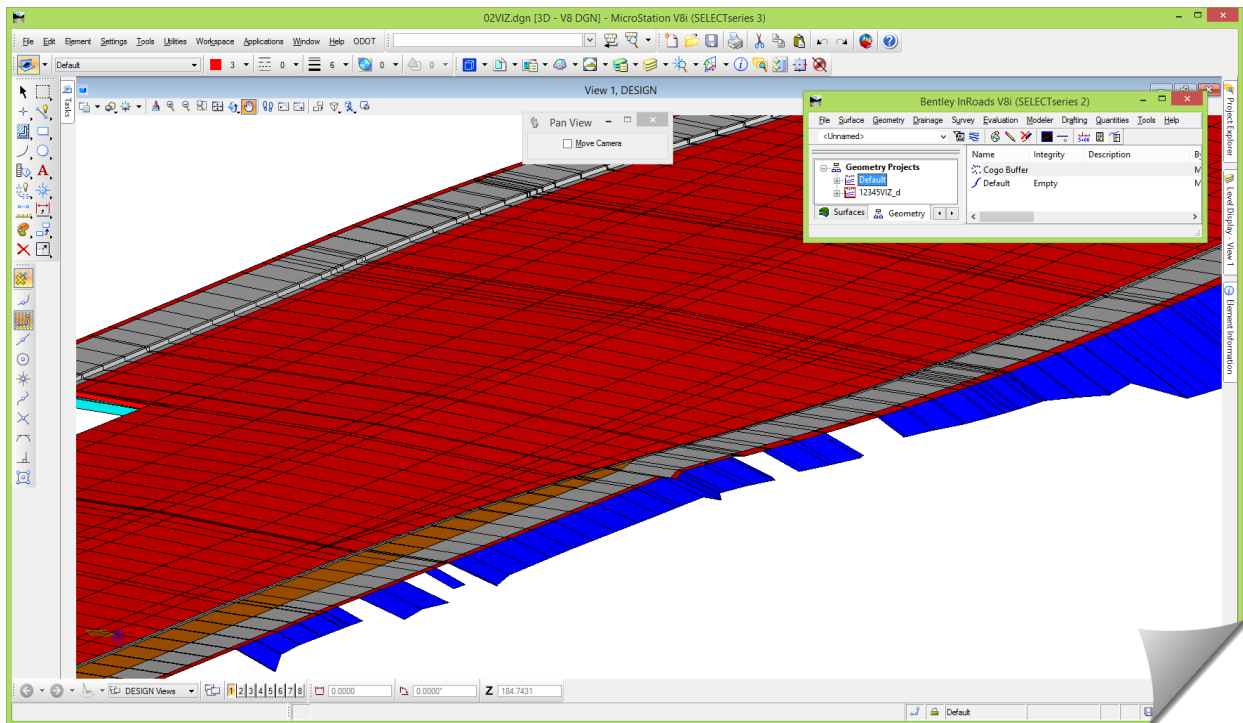 02VIZ.dgn [3D - V8 DGN] - MicroStation V8i (SELECTseries 3)
File Edit Element Settings Tools Utilities Workspace Applications Window Help ODOT
Default 3 0 6 0 0
View 1, DESIGN
Tasks
Pan View
Move Camera
Bentley InRoads V8i (SELECTseries 2)
File Surface Geometry Drainage Survey Evaluation Modeler Drafting Quantities Tools Help
<Unnamed>
Name Integrity Description
Geometry Projects
Cogo Buffer
Default
Default Empty
12345VIZ_d
Surfaces Geometry
Project Explorer
Level Display - View 1
Element Information
DESIGN Views 1 2 3 4 5 6 7 8 0.0000 0.0000° Z 184.7431
Default